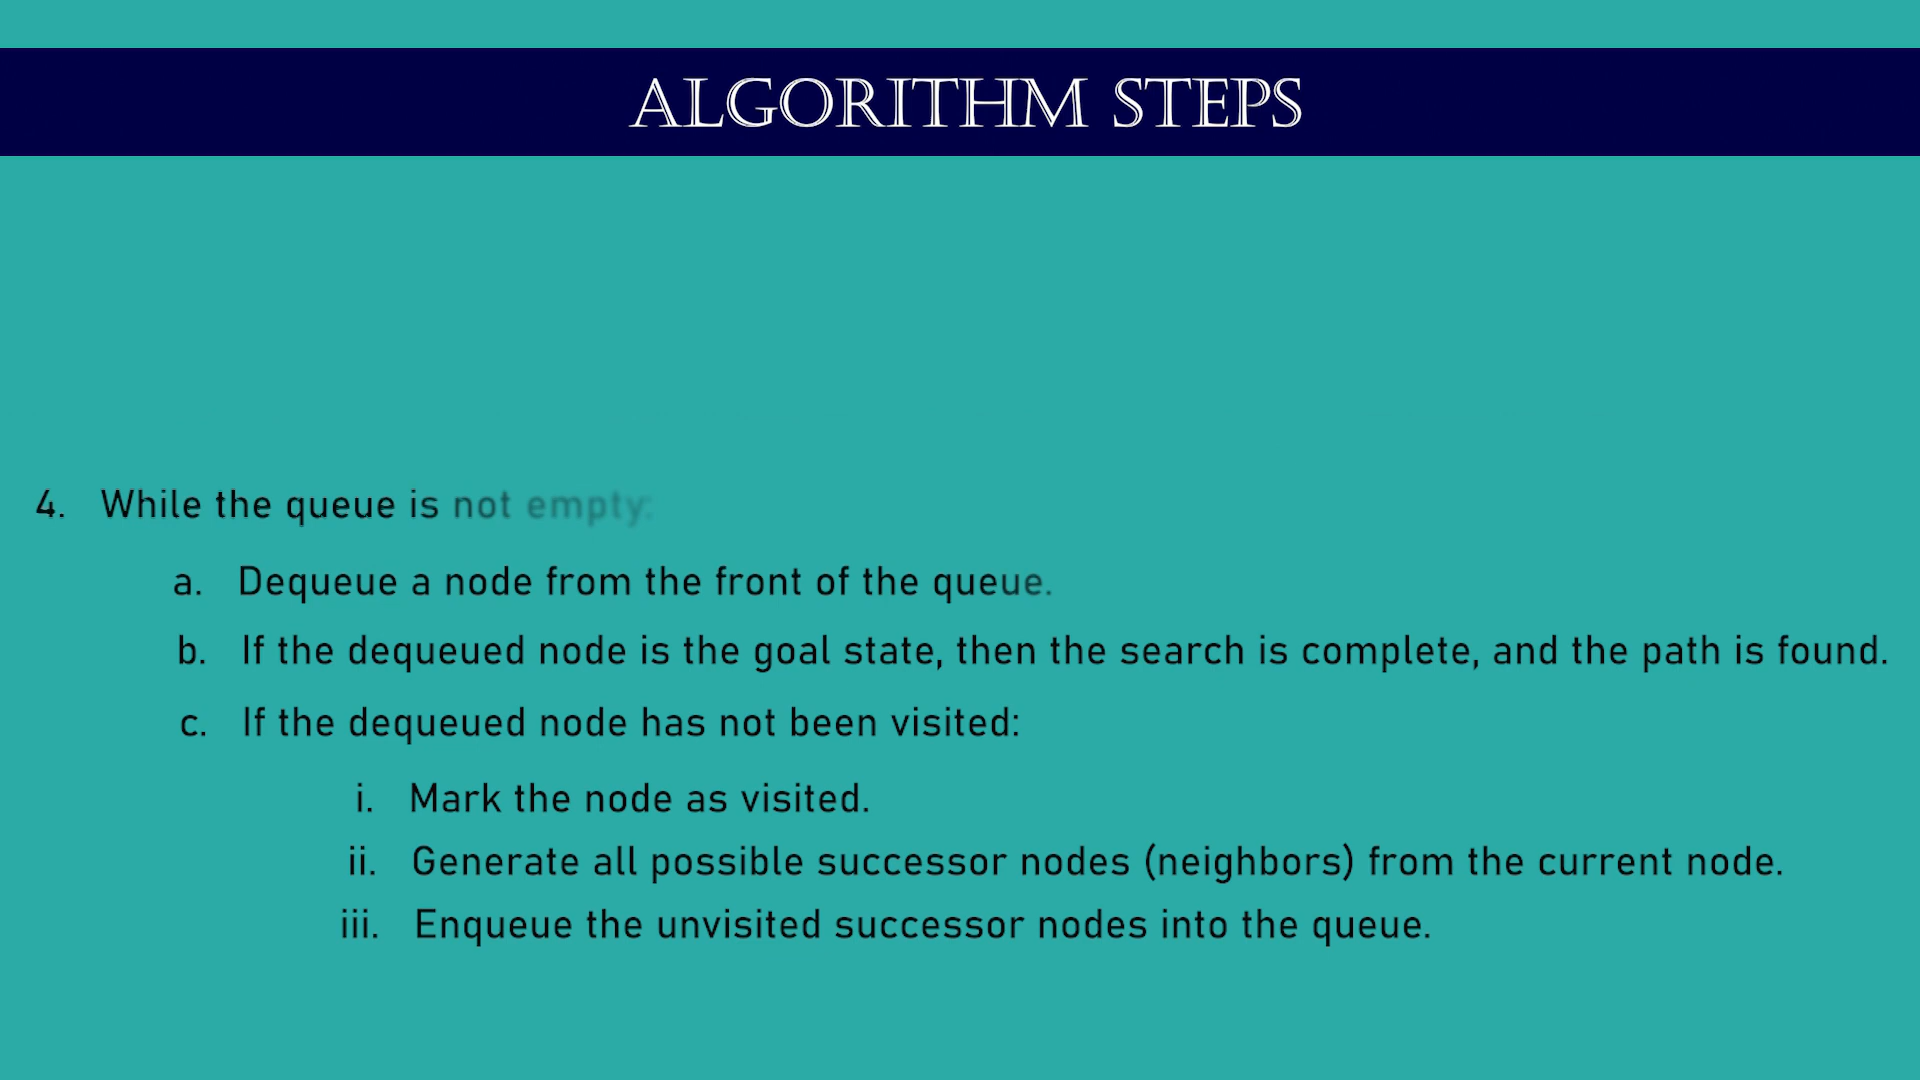 ALGORITHM STEPS
4. While the queue is not empty:
a. Dequeue a node from the front of the queue.
b. If the dequeued node is the goal state, then the search is complete, and the path is found.
c. If the dequeued node has not been visited:
i. Mark the node as visited.
ii. Generate all possible successor nodes (neighbors) from the current node.
iii. Enqueue the unvisited successor nodes into the queue.